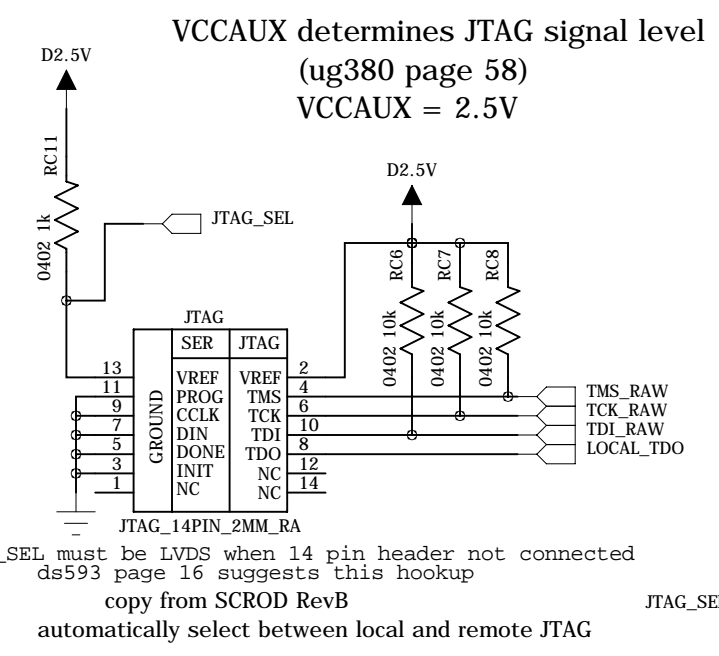 VCCAUX determines JTAG signal level
(ug380 page 58)
VCCAUX = 2.5V
D2.5V
RC11
0402 1k
JTAG_SEL
D2.5V
RC6
RC7
RC8
0402 10k
0402 10k
0402 10k
JTAG
SER JTAG
GROUND
13 VREF VREF 2
11 PROG TMS 4
9 CCLK TCK 6
7 DIN TDI 10
5 DONE TDO 8
3 INIT NC 12
1 NC NC 14
TMS_RAW
TCK_RAW
TDI_RAW
LOCAL_TDO
JTAG_14PIN_2MM_RA
_SEL must be LVDS when 14 pin header not connected
ds593 page 16 suggests this hookup
copy from SCROD RevB
JTAG_SE
automatically select between local and remote JTAG